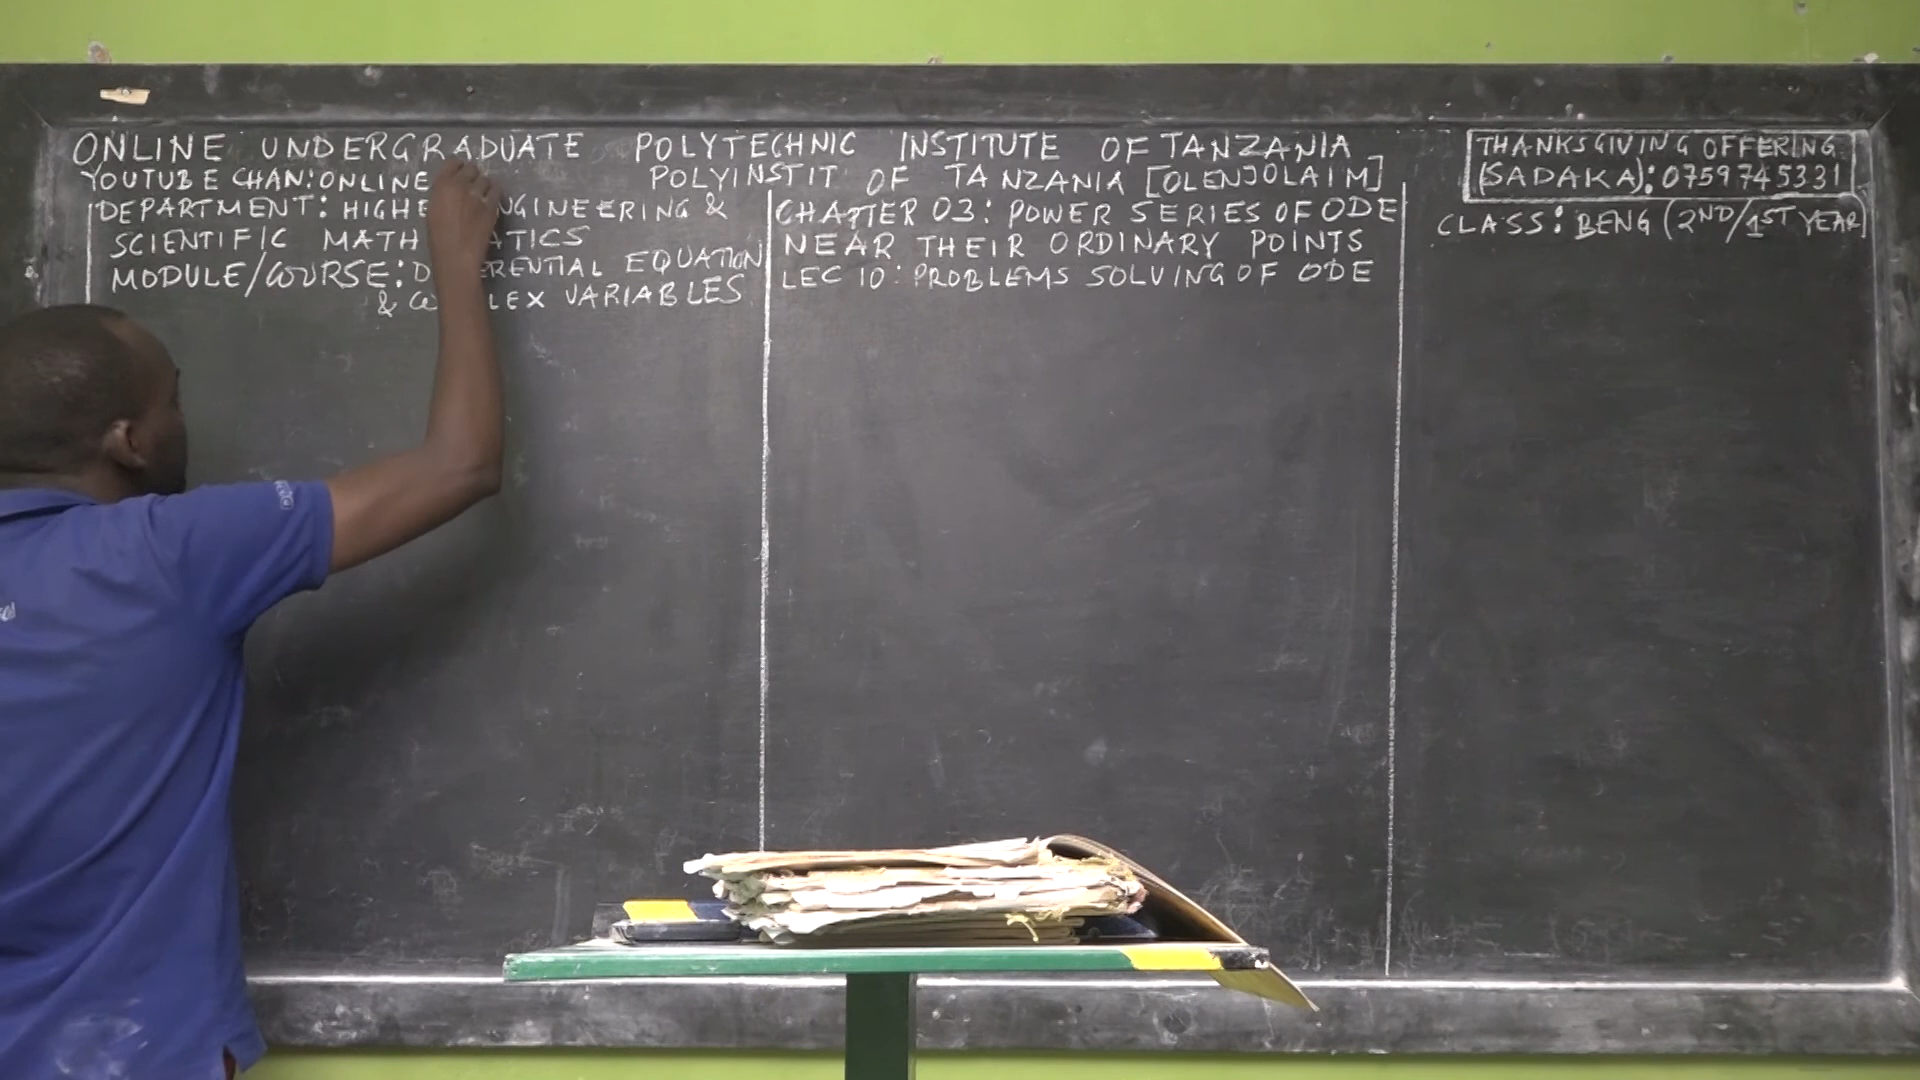 ONLINE UNDERGRADUATE POLYTECHNIC INSTITUTE OF TANZANIA
YOUTUBE CHAN:ONLINE POLYINSTIT OF TANZANIA [OLENJOLAIM]
DEPARTMENT: HIGHE NGINEERING &
SCIENTIFIC MATH ATICS
MODULE/COURSE: D ERENTIAL EQUATION
& CO LEX VARIABLES
CHAPTER 03: POWER SERIES OF ODE
NEAR THEIR ORDINARY POINTS
LEC 10: PROBLEMS SOLVING OF ODE
THANKSGIVING OFFERING
(SADAKA): 0759745331
CLASS: BENG (2ND/1ST YEAR)